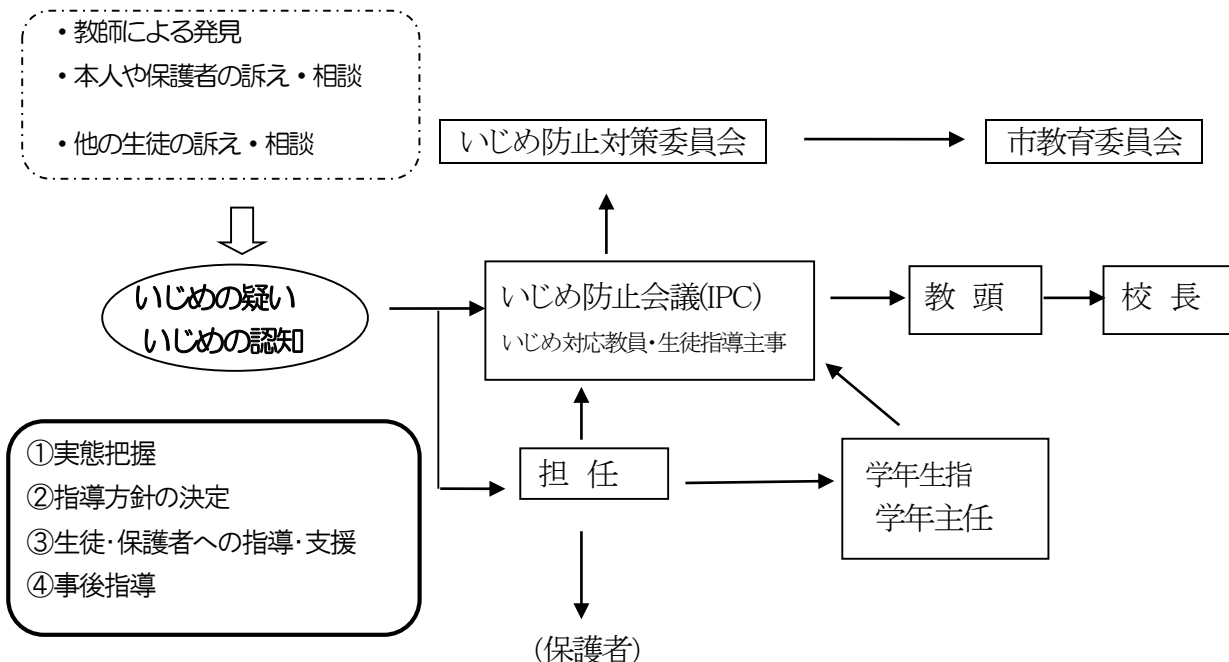 ・教師による発見
・本人や保護者の訴え・相談
・他の生徒の訴え・相談
いじめ防止対策委員会
市教育委員会
いじめの疑い
いじめの認知
いじめ防止会議(IPC)
いじめ対応教員・生徒指導主事
教 頭
校 長
①実態把握
②指導方針の決定
③生徒・保護者への指導・支援
④事後指導
担 任
学年生指
学年主任
(保護者)